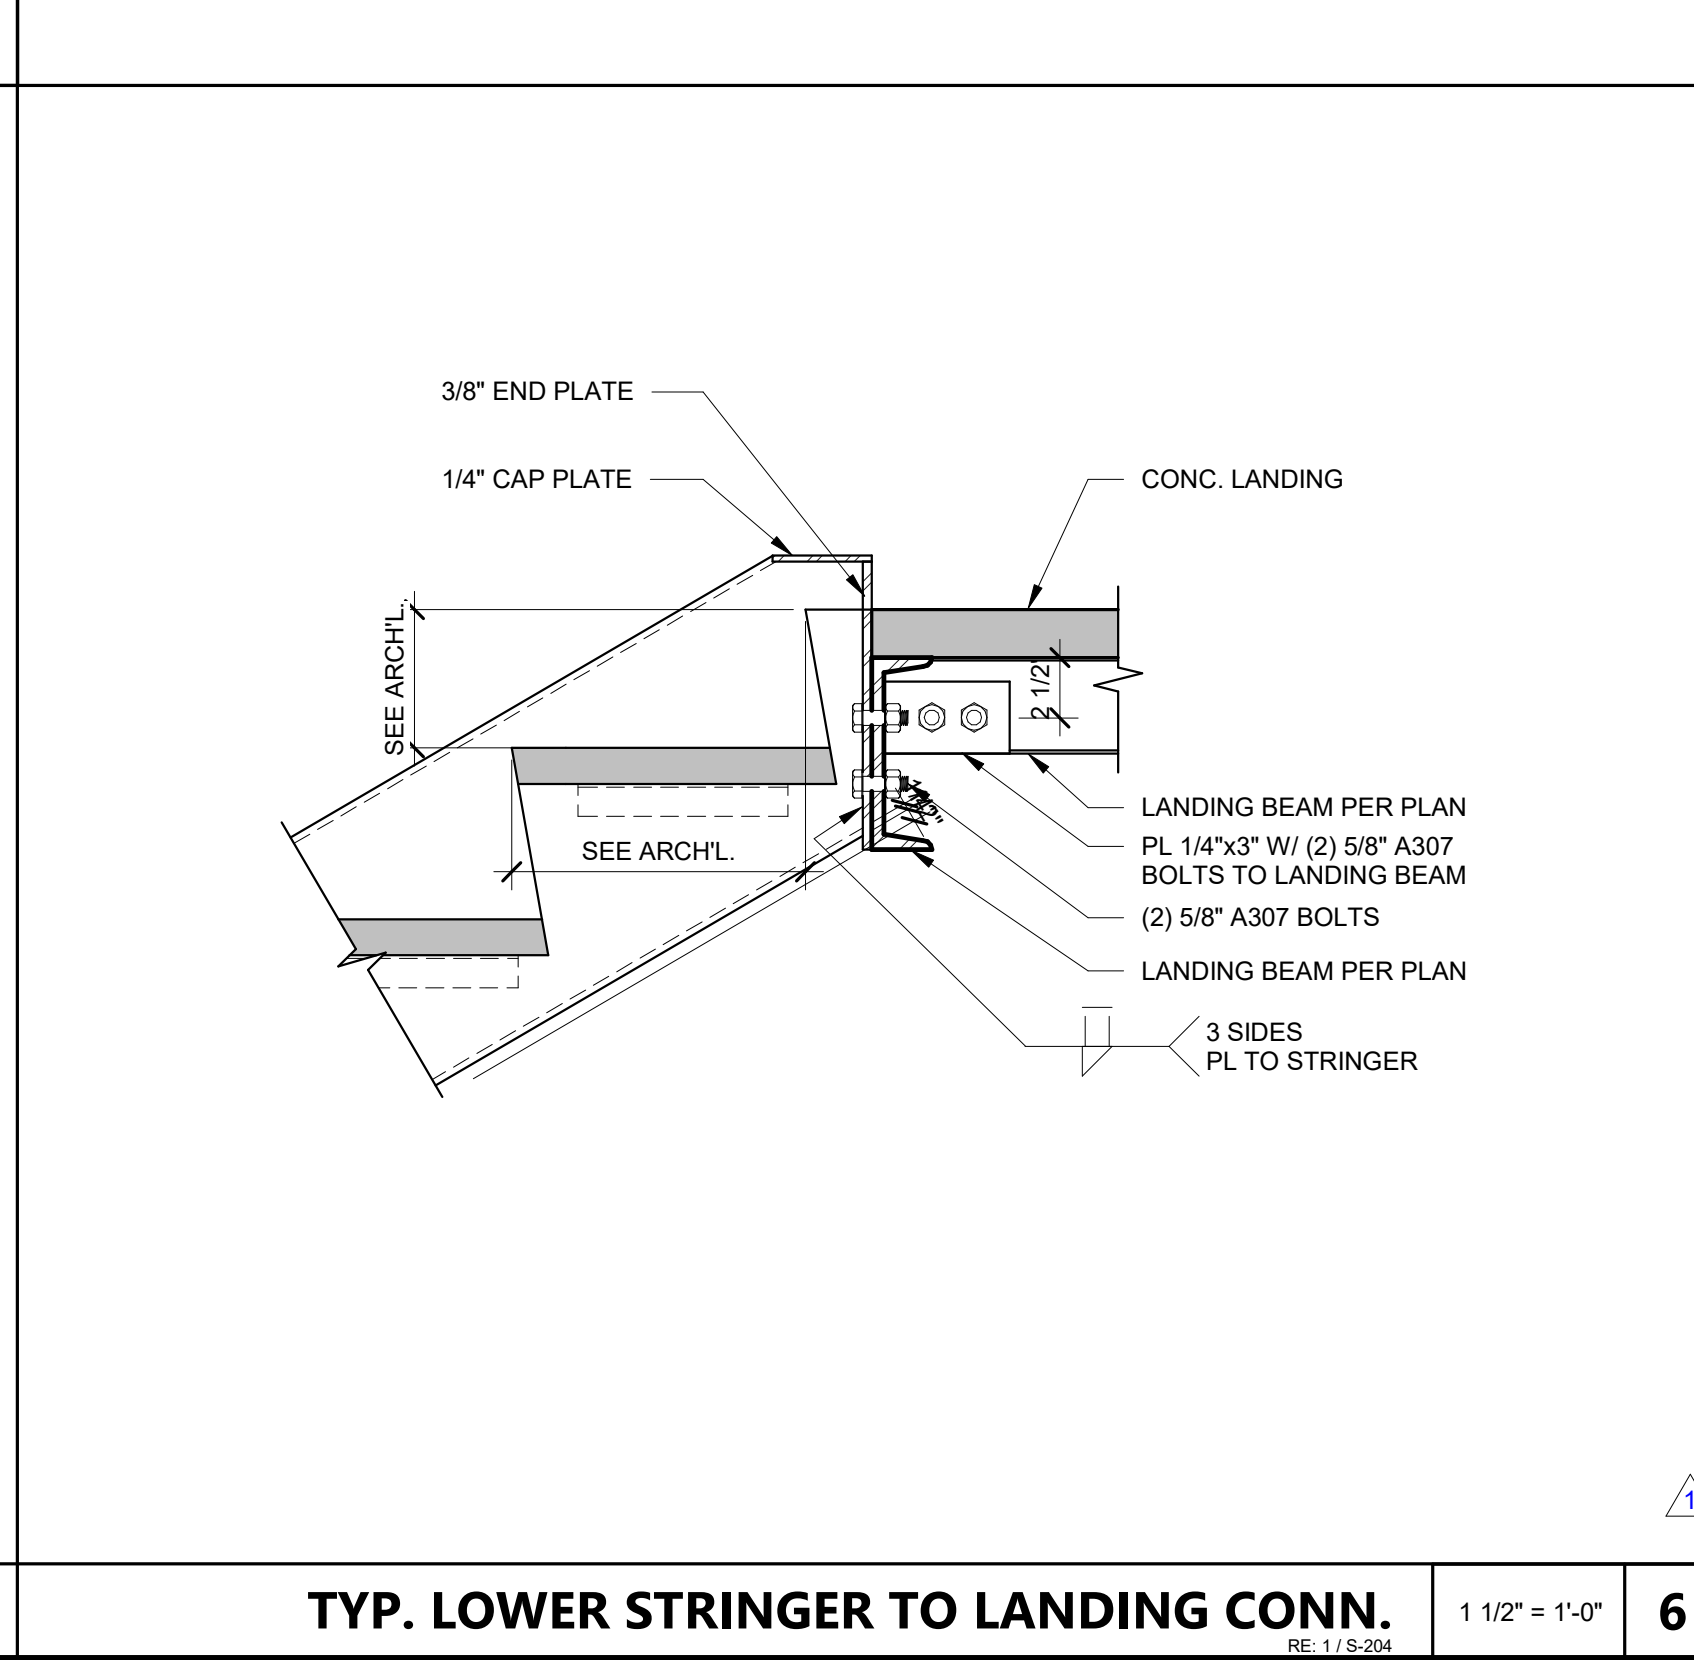 3/8" END PLATE
1/4" CAP PLATE
CONC. LANDING
SEE ARCH'L.
2 1/2"
SEE ARCH'L.
LANDING BEAM PER PLAN
PL 1/4"x3" W/ (2) 5/8" A307
BOLTS TO LANDING BEAM
(2) 5/8" A307 BOLTS
LANDING BEAM PER PLAN
3 SIDES
PL TO STRINGER
1
TYP. LOWER STRINGER TO LANDING CONN.
RE: 1 / S-204
1 1/2" = 1'-0"
6